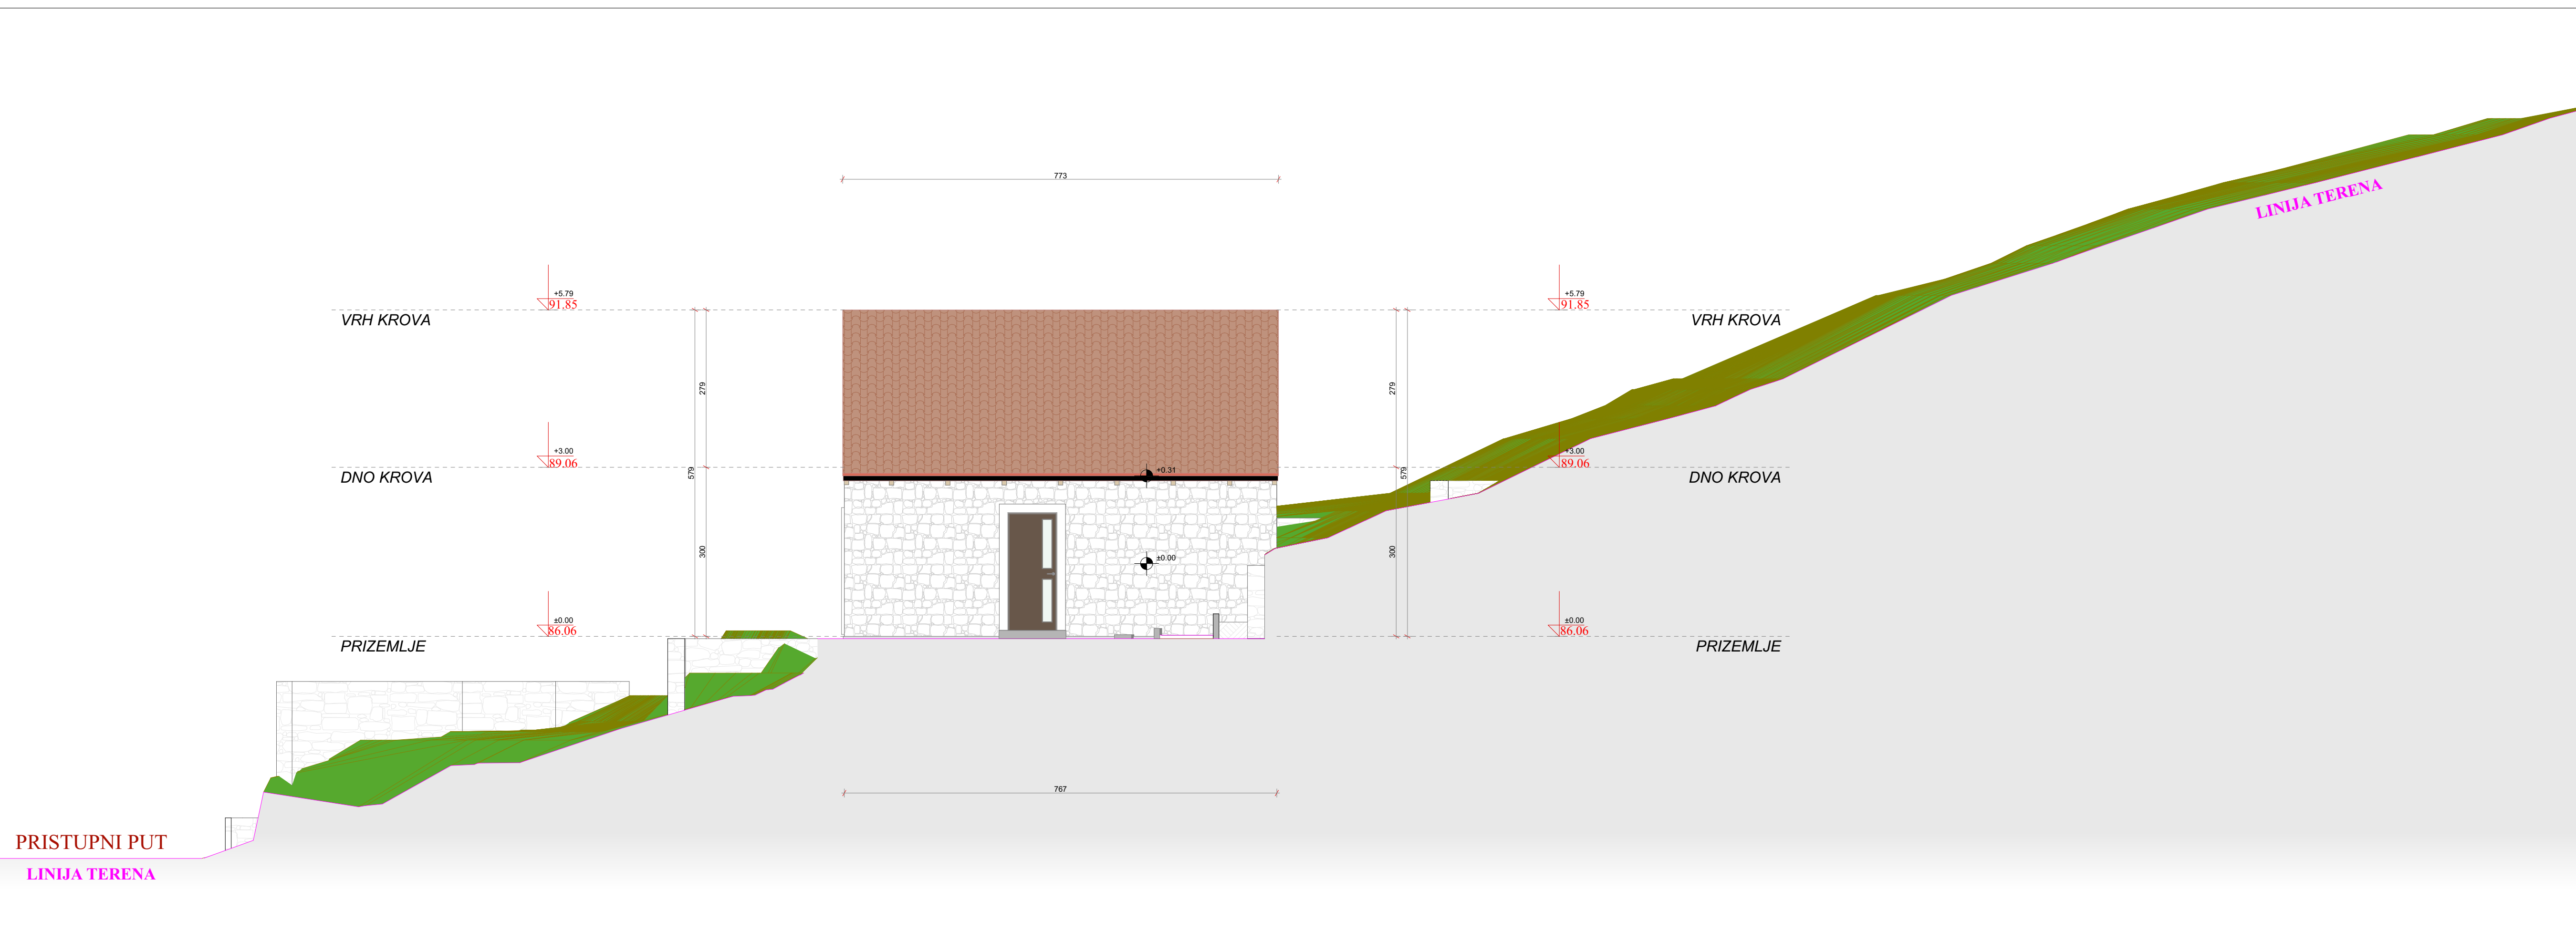 773
LINIJA TERENA
+5.79
91.85
VRH KROVA
+5.79
91.85
VRH KROVA
279
279
+3.00
89.06
DNO KROVA
579
+0.31
579
+3.00
89.06
DNO KROVA
300
±0.00
300
±0.00
86.06
PRIZEMLJE
±0.00
86.06
PRIZEMLJE
767
PRISTUPNI PUT
LINIJA TERENA